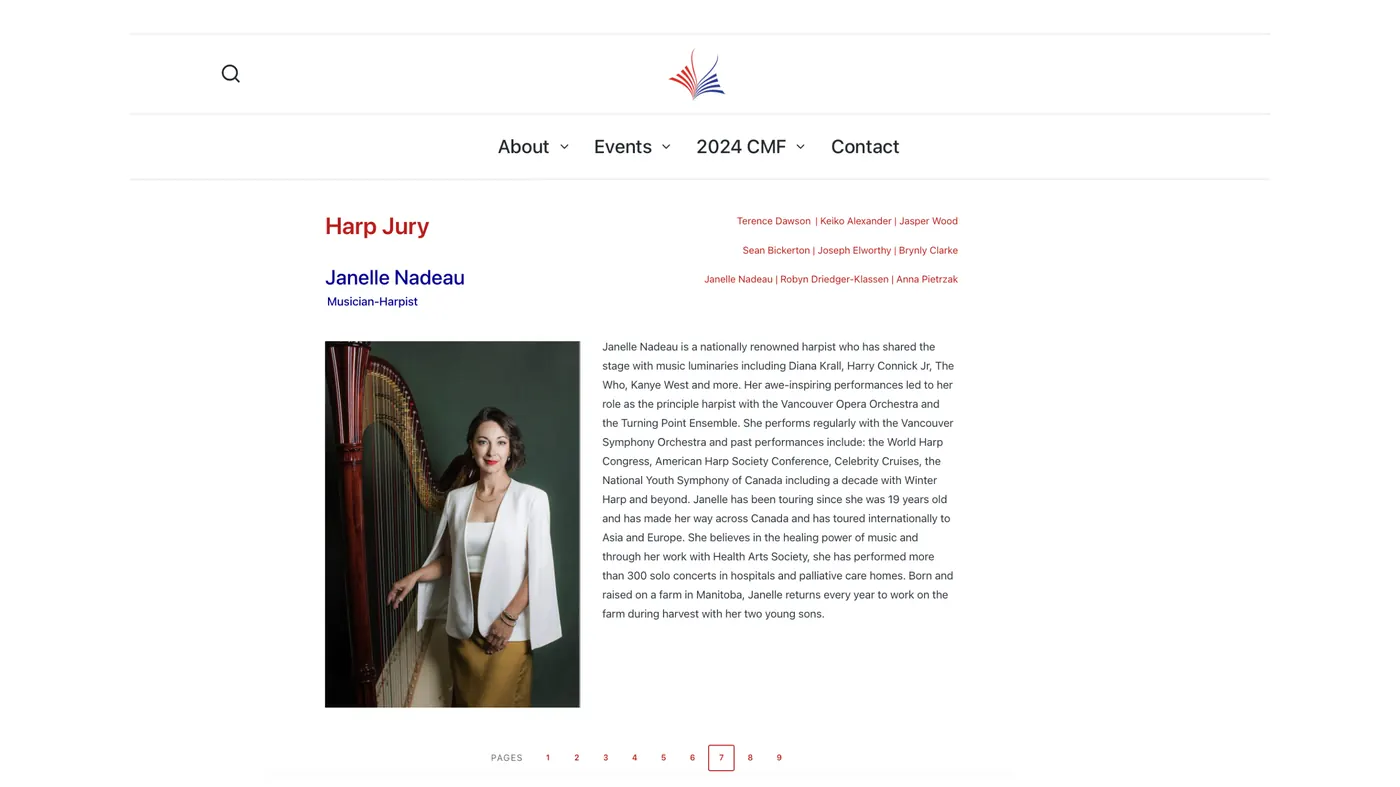 About
Events
2024 CMF
Contact
Harp Jury
Terence Dawson | Keiko Alexander | Jasper Wood
Sean Bickerton | Joseph Elworthy | Brynly Clarke
Janelle Nadeau | Robyn Driedger-Klassen | Anna Pietrzak
Janelle Nadeau
Musician-Harpist
Janelle Nadeau is a nationally renowned harpist who has shared the
stage with music luminaries including Diana Krall, Harry Connick Jr, The
Who, Kanye West and more. Her awe-inspiring performances led to her
role as the principle harpist with the Vancouver Opera Orchestra and
the Turning Point Ensemble. She performs regularly with the Vancouver
Symphony Orchestra and past performances include: the World Harp
Congress, American Harp Society Conference, Celebrity Cruises, the
National Youth Symphony of Canada including a decade with Winter
Harp and beyond. Janelle has been touring since she was 19 years old
and has made her way across Canada and has toured internationally to
Asia and Europe. She believes in the healing power of music and
through her work with Health Arts Society, she has performed more
than 300 solo concerts in hospitals and palliative care homes. Born and
raised on a farm in Manitoba, Janelle returns every year to work on the
farm during harvest with her two young sons.
PAGES 1 2 3 4 5 6 7 8 9